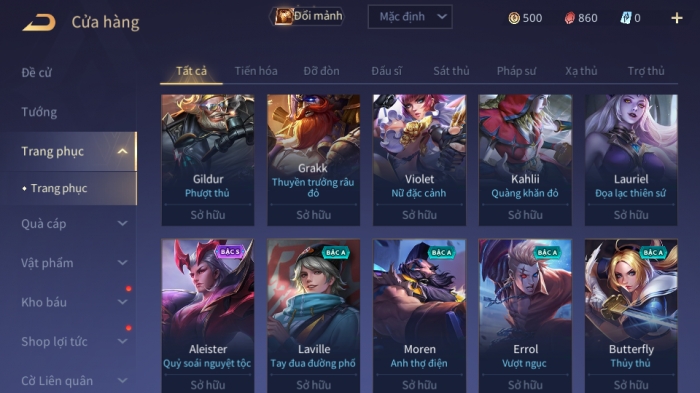 Cửa hàng
Đổi mảnh
Mặc định
500
860
0
Đề cử
Tướng
Trang phục
Trang phục
Quà cáp
Vật phẩm
Kho báu
Shop lợi tức
Cờ Liên quân
Tất cả
Tiến hóa
Đỡ đòn
Đấu sĩ
Sát thủ
Pháp sư
Xạ thủ
Trợ thủ
Gildur
Phượt thủ
Sở hữu
Grakk
Thuyền trưởng râu
đỏ
Sở hữu
Violet
Nữ đặc cảnh
Sở hữu
Kahlii
Quàng khăn đỏ
Sở hữu
Lauriel
Đọa lạc thiên sứ
Sở hữu
BẬC S
Aleister
Quỷ soái nguyệt tộc
Sở hữu
BẬC A
Laville
Tay đua đường phố
Sở hữu
BẬC A
Moren
Anh thợ điện
Sở hữu
BẬC A
Errol
Vượt ngục
Sở hữu
BẬC A
Butterfly
Thủy thủ
Sở hữu